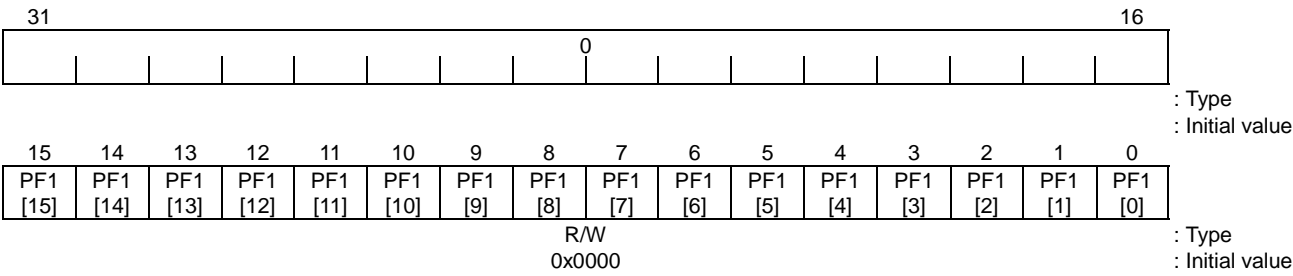 31 16
0
: Type
: Initial value
15 14 13 12 11 10 9 8 7 6 5 4 3 2 1 0
PF1 PF1 PF1 PF1 PF1 PF1 PF1 PF1 PF1 PF1 PF1 PF1 PF1 PF1 PF1 PF1
[15] [14] [13] [12] [11] [10] [9] [8] [7] [6] [5] [4] [3] [2] [1] [0]
R/W : Type
0x0000 : Initial value